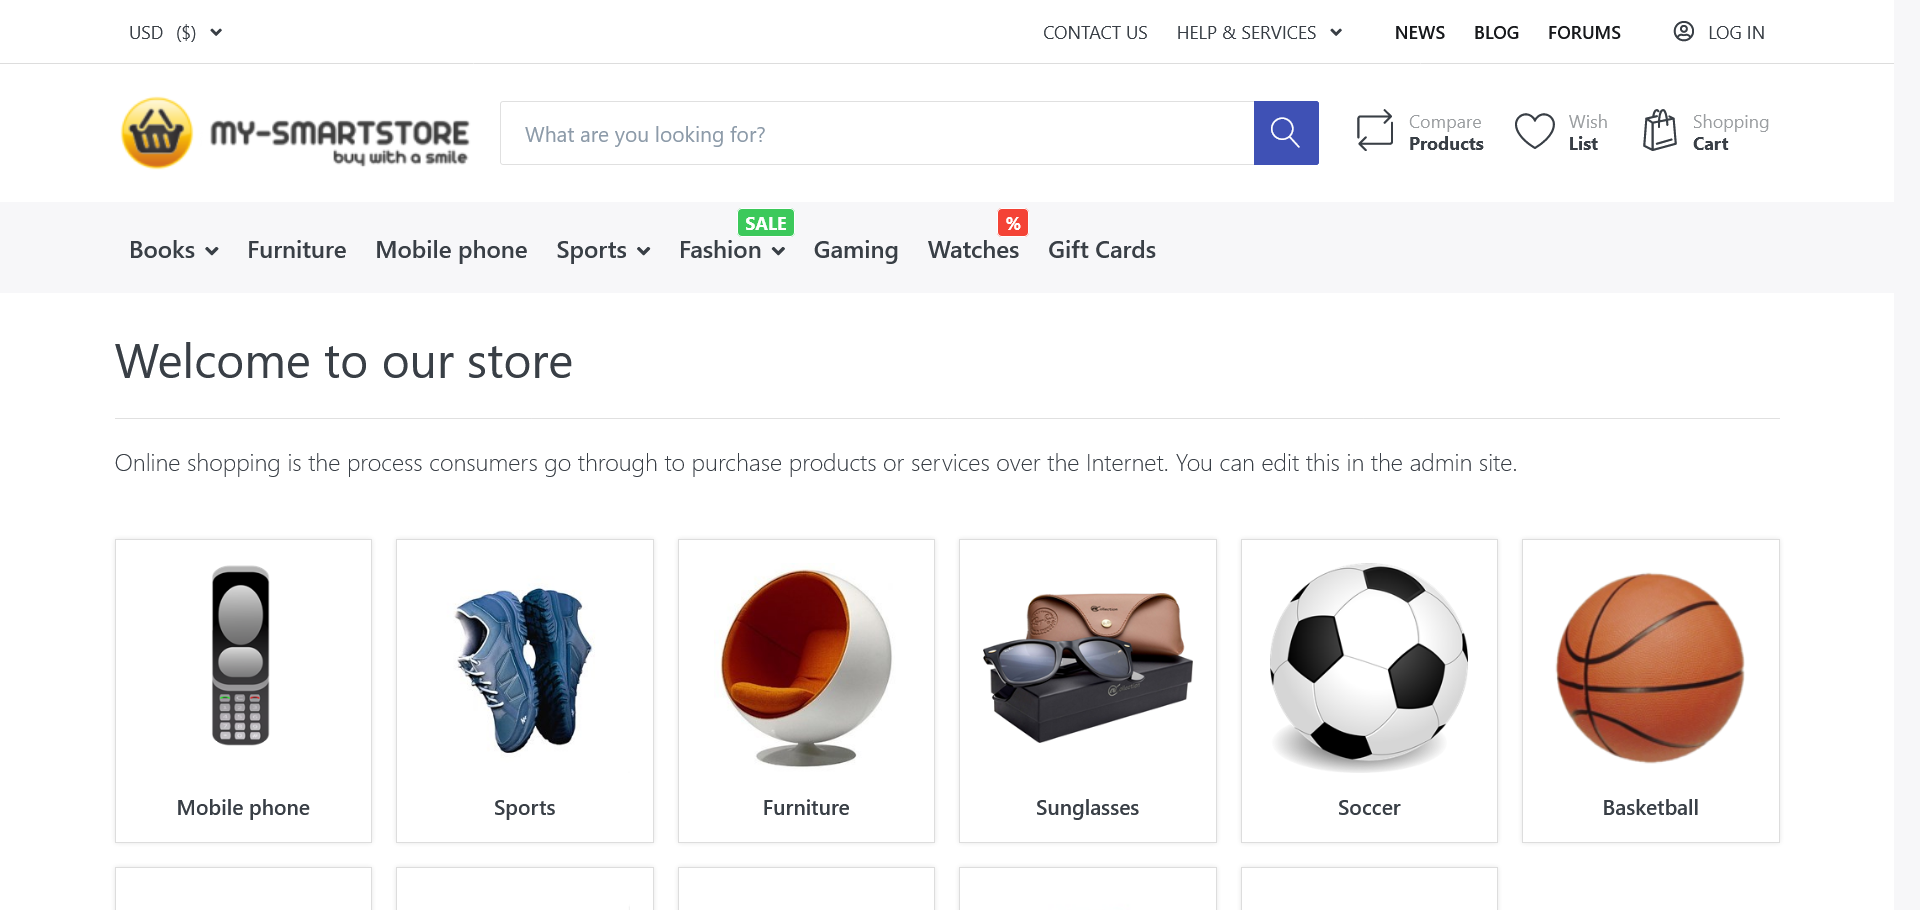 USD ($)
CONTACT US
HELP & SERVICES
NEWS
BLOG
FORUMS
LOG IN
MY-SMARTSTORE
buy with a smile
What are you looking for?
Compare
Products
Wish
List
Shopping
Cart
SALE
%
Books
Furniture
Mobile phone
Sports
Fashion
Gaming
Watches
Gift Cards
Welcome to our store
Online shopping is the process consumers go through to purchase products or services over the Internet. You can edit this in the admin site.
Mobile phone
Sports
Furniture
Sunglasses
Soccer
Basketball